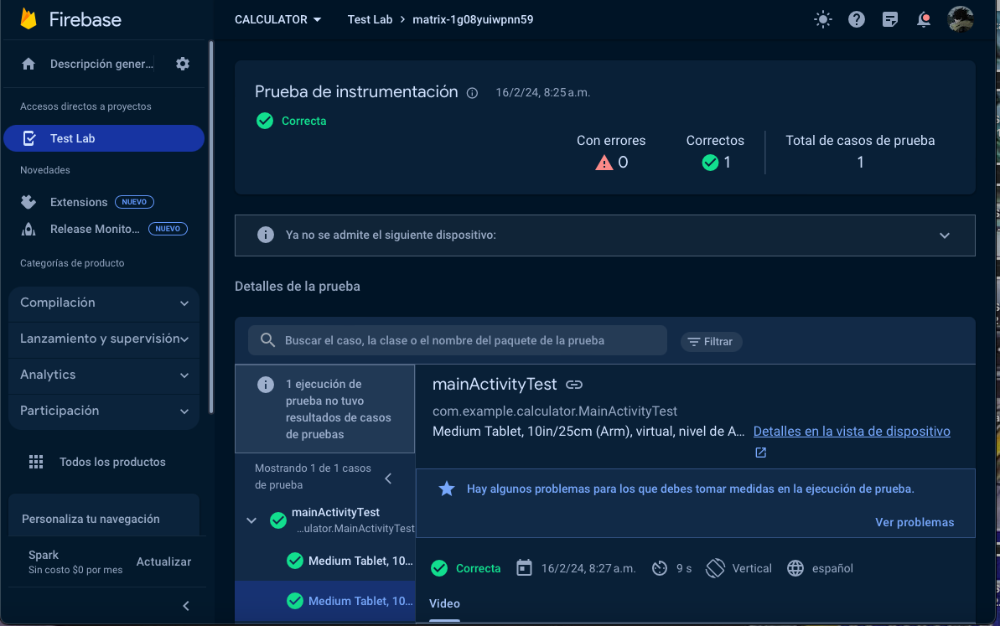 Firebase
CALCULATOR
Test Lab > matrix-1g08yuiwpnn59
Descripción gener...
Accesos directos a proyectos
Test Lab
Novedades
Extensions NUEVO
Release Monito... NUEVO
Categorías de producto
Compilación
Lanzamiento y supervisión
Analytics
Participación
Todos los productos
Personaliza tu navegación
Spark
Sin costo $0 por mes
Actualizar
Prueba de instrumentación
16/2/24, 8:25 a.m.
Correcta
Con errores
0
Correctos
1
Total de casos de prueba
1
Ya no se admite el siguiente dispositivo:
Detalles de la prueba
Buscar el caso, la clase o el nombre del paquete de la prueba
Filtrar
1 ejecución de
prueba no tuvo
resultados de casos
de pruebas
Mostrando 1 de 1 casos
de prueba
mainActivityTest
...ulator.MainActivityTest
Medium Tablet, 10...
Medium Tablet, 10...
mainActivityTest
com.example.calculator.MainActivityTest
Medium Tablet, 10in/25cm (Arm), virtual, nivel de A...
Detalles en la vista de dispositivo
Hay algunos problemas para los que debes tomar medidas en la ejecución de prueba.
Ver problemas
Correcta
16/2/24, 8:27 a.m.
9 s
Vertical
español
Video